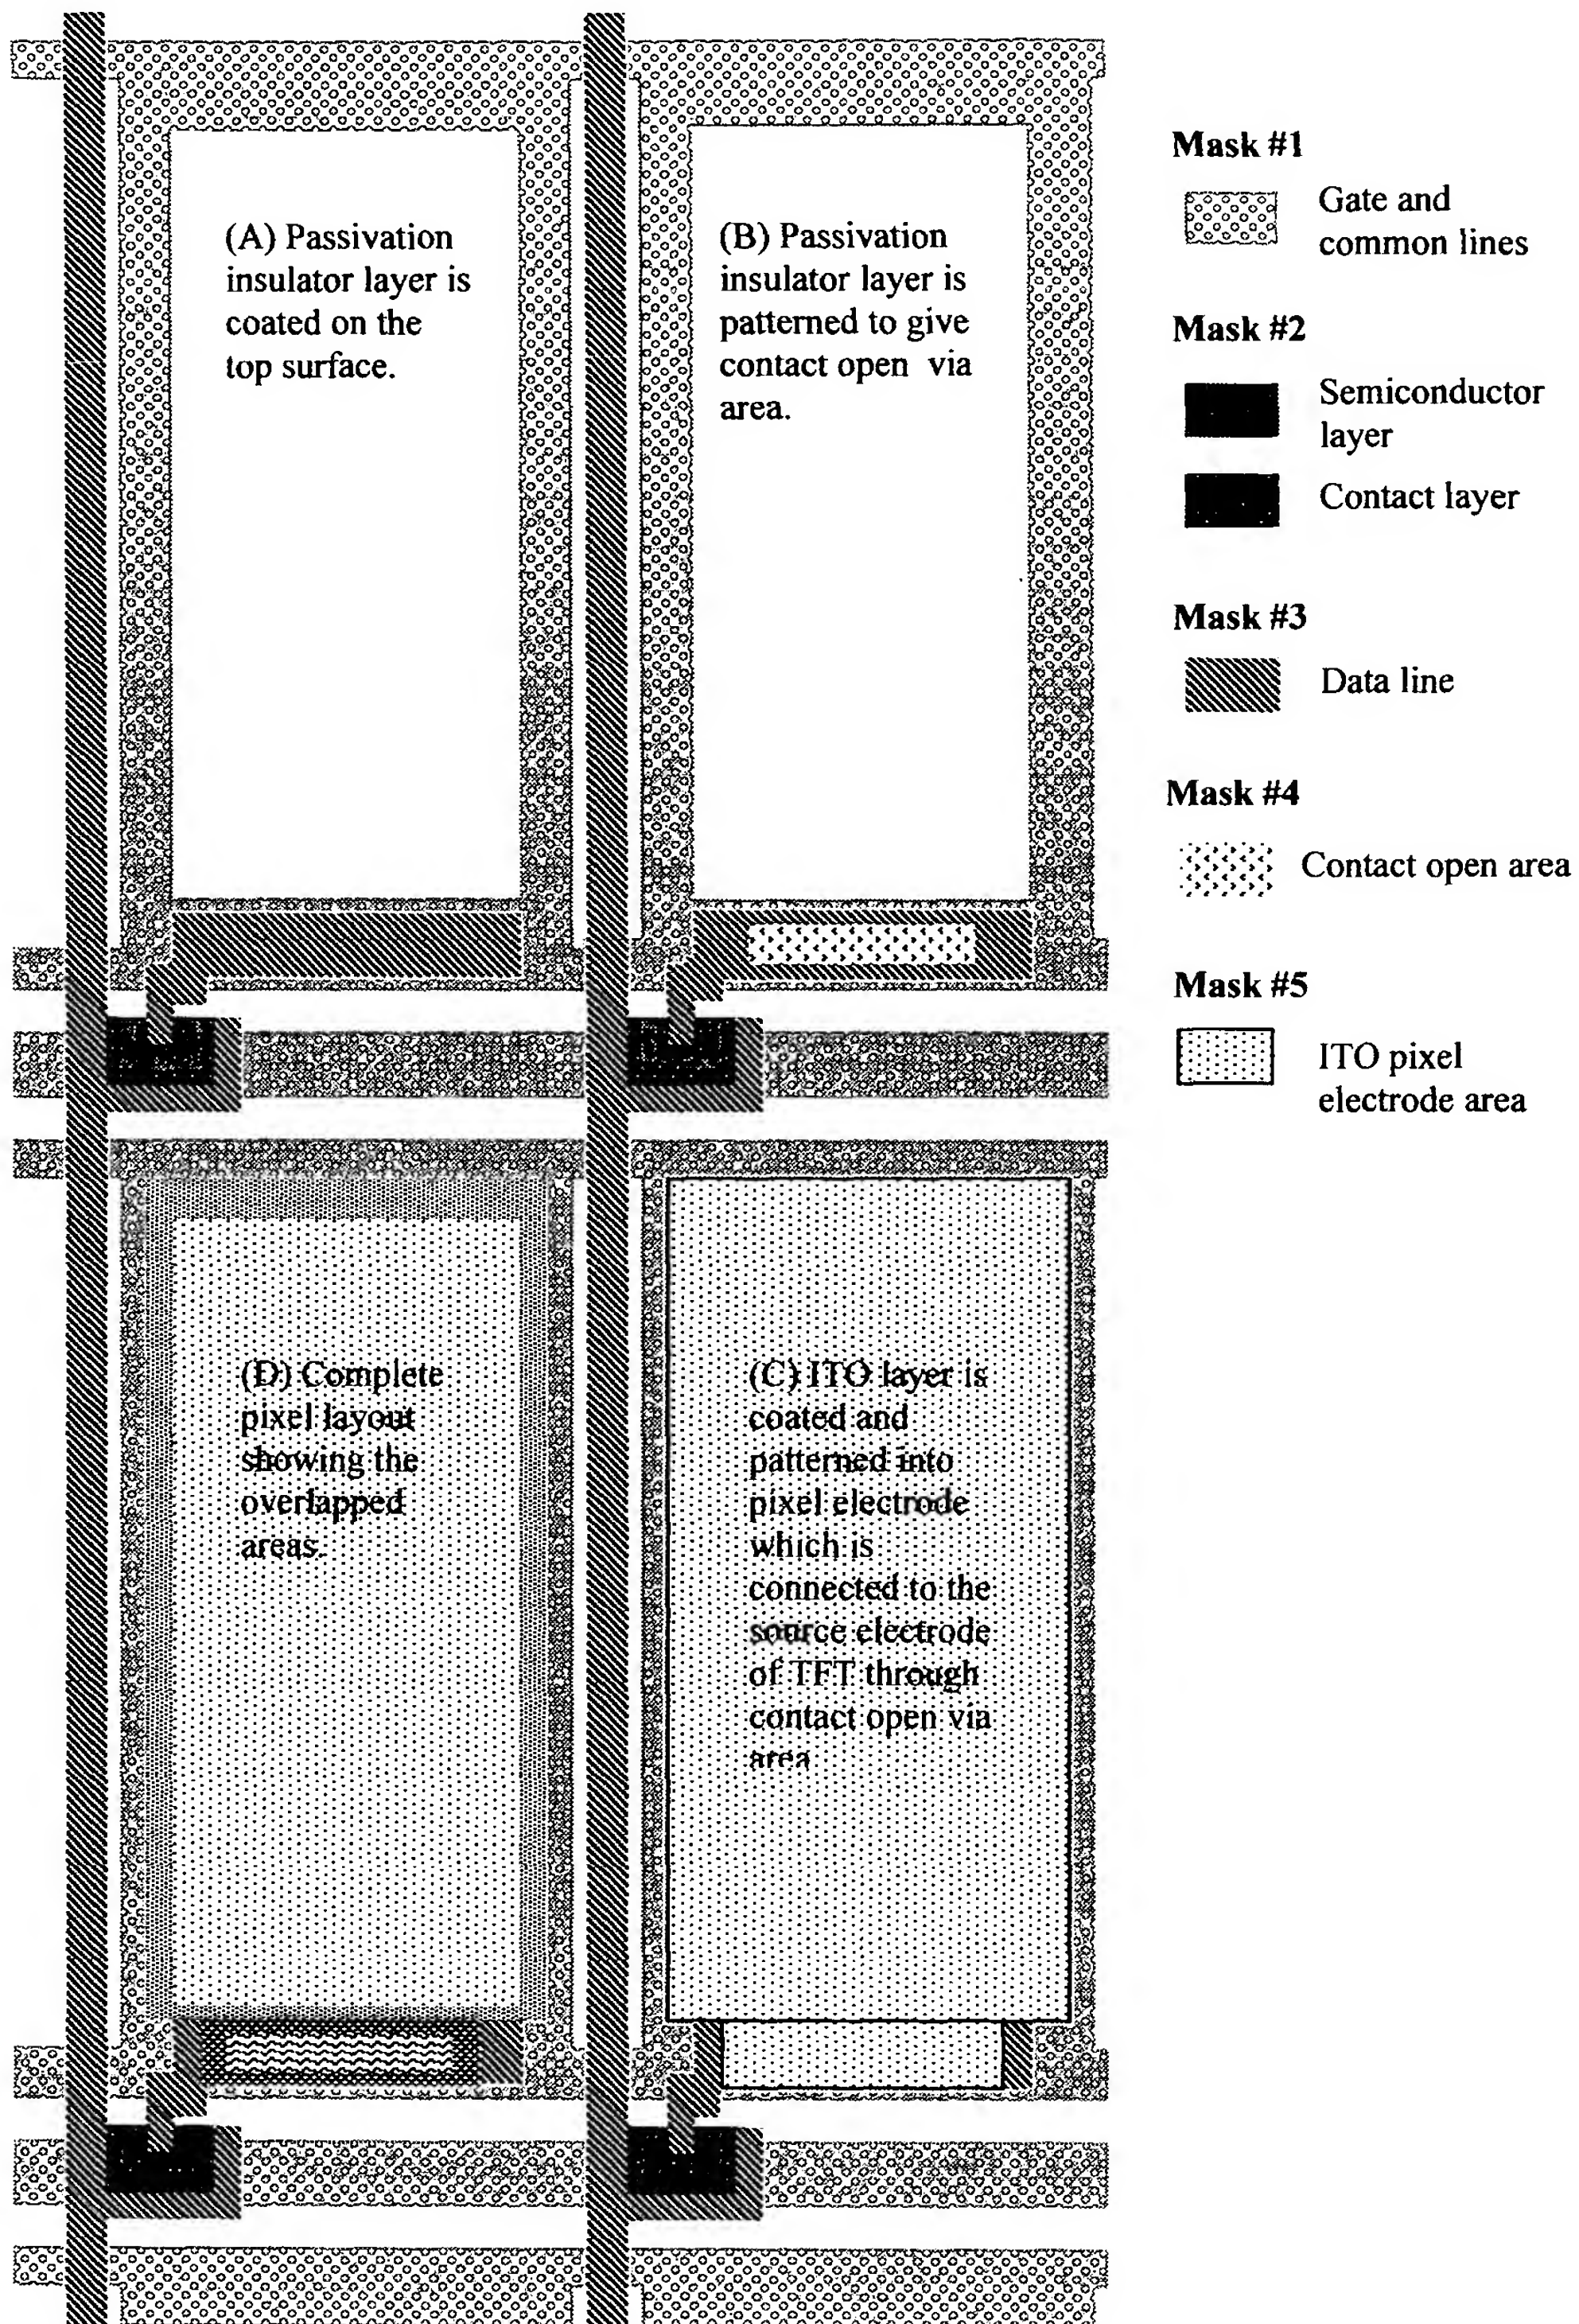 (A) Passivation
insulator layer is
coated on the
top surface.
(B) Passivation
insulator layer is
patterned to give
contact open via
area.
(D) Complete
pixel layout
showing the
overlapped
areas.
(C) ITO layer is
coated and
patterned into
pixel electrode
which is
connected to the
source electrode
of TFT through
contact open via
area
Mask #1
Gate and
common lines
Mask #2
Semiconductor
layer
Contact layer
Mask #3
Data line
Mask #4
Contact open area
Mask #5
ITO pixel
electrode area